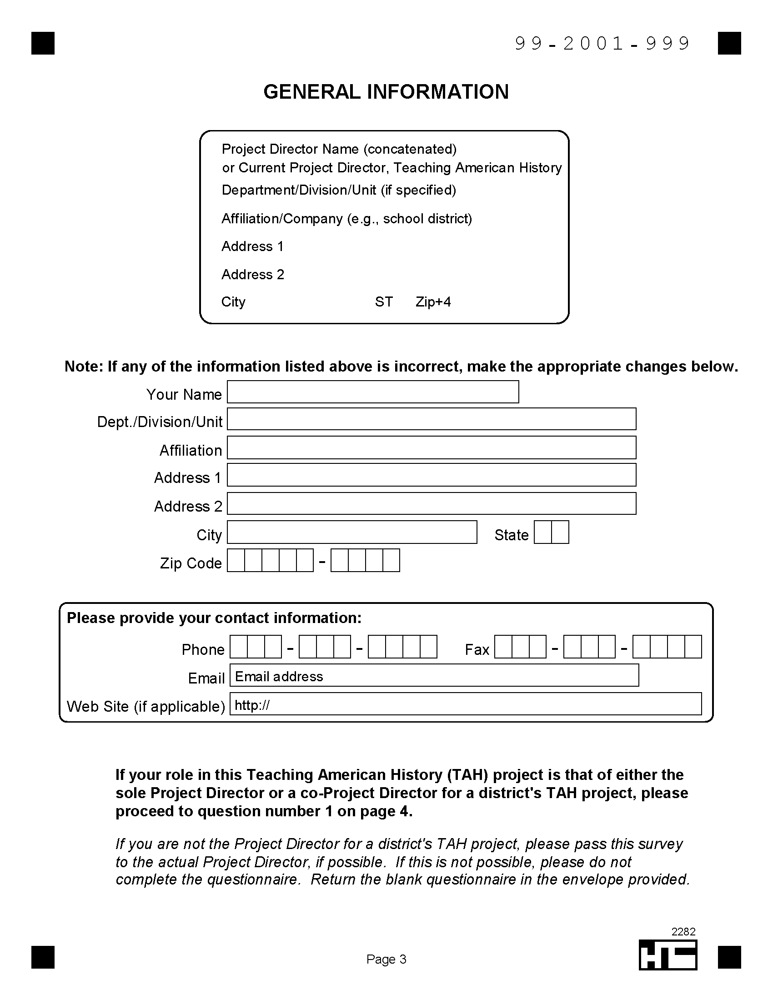 99-2001-999
GENERAL INFORMATION
Project Director Name (concatenated)
or Current Project Director, Teaching American History
Department/Division/Unit (if specified)
Affiliation/Company (e.g., school district)
Address 1
Address 2
City ST Zip+4
Note: If any of the information listed above is incorrect, make the appropriate changes below.
Your Name
Dept./Division/Unit
Affiliation
Address 1
Address 2
City State
Zip Code -
Please provide your contact information:
Phone - - Fax - -
Email Email address
Web Site (if applicable) http://
If your role in this Teaching American History (TAH) project is that of either the
sole Project Director or a co-Project Director for a district's TAH project, please
proceed to question number 1 on page 4.
If you are not the Project Director for a district's TAH project, please pass this survey
to the actual Project Director, if possible.  If this is not possible, please do not
complete the questionnaire.  Return the blank questionnaire in the envelope provided.
2282
Page 3